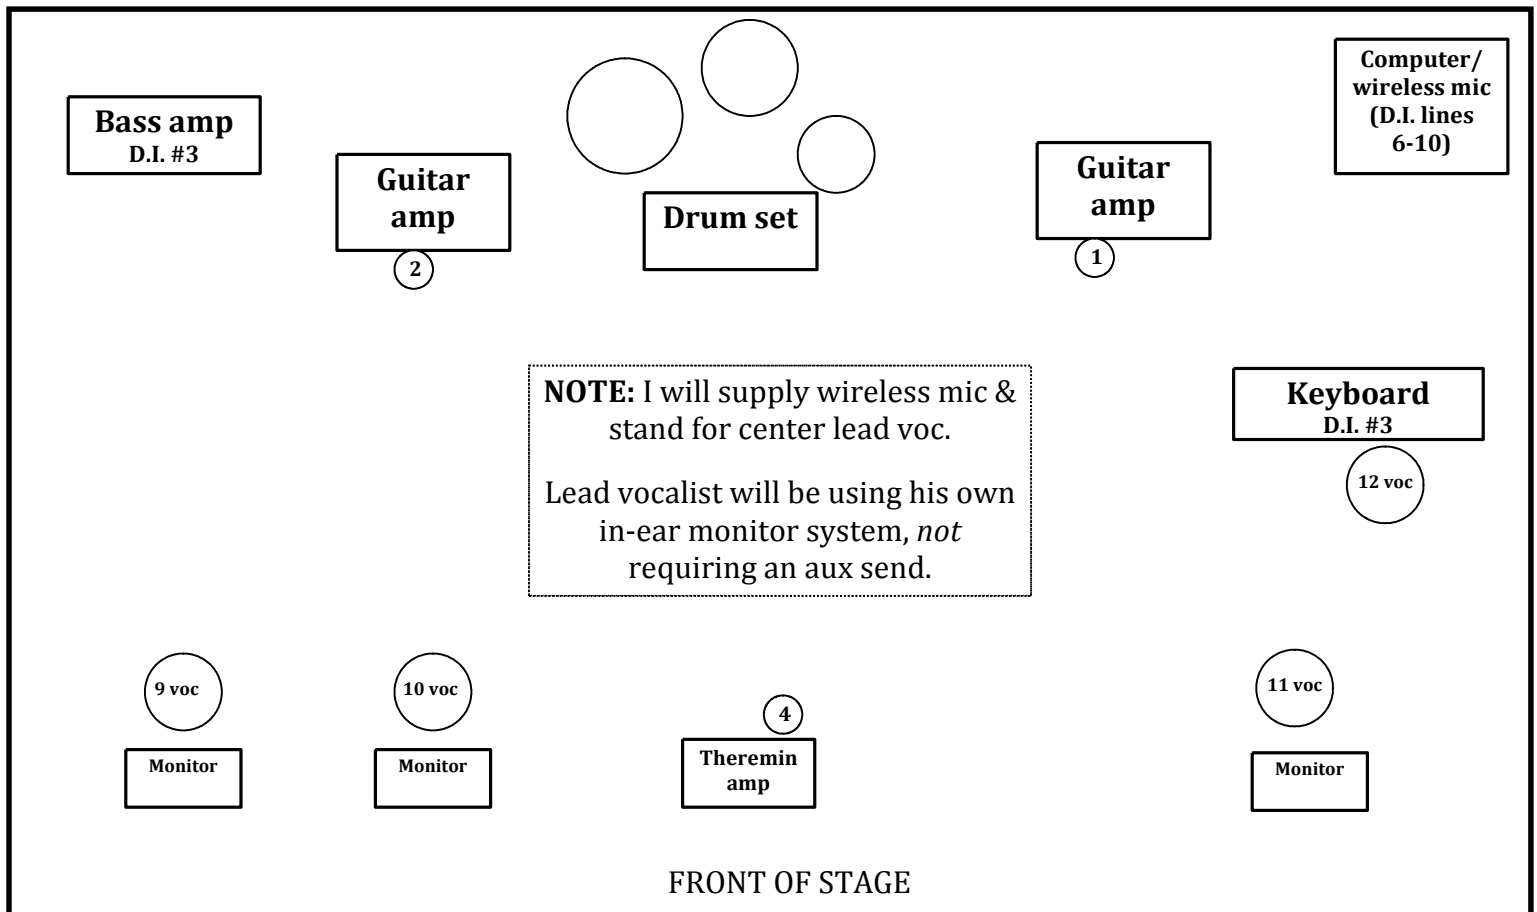 Computer/
wireless mic
(D.I. lines
6-10)
Bass amp
D.I. #3
Guitar
amp
2
Drum set
Guitar
amp
1
NOTE: I will supply wireless mic &
stand for center lead voc.
Lead vocalist will be using his own
in-ear monitor system, not
requiring an aux send.
Keyboard
D.I. #3
12 voc
9 voc
10 voc
4
11 voc
Monitor
Monitor
Theremin
amp
Monitor
FRONT OF STAGE